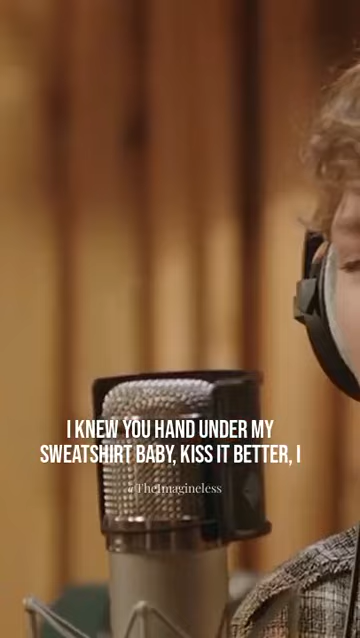 I KNEW YOU HAND UNDER MY
SWEATSHIRT BABY, KISS IT BETTER, I
@TheImagineless